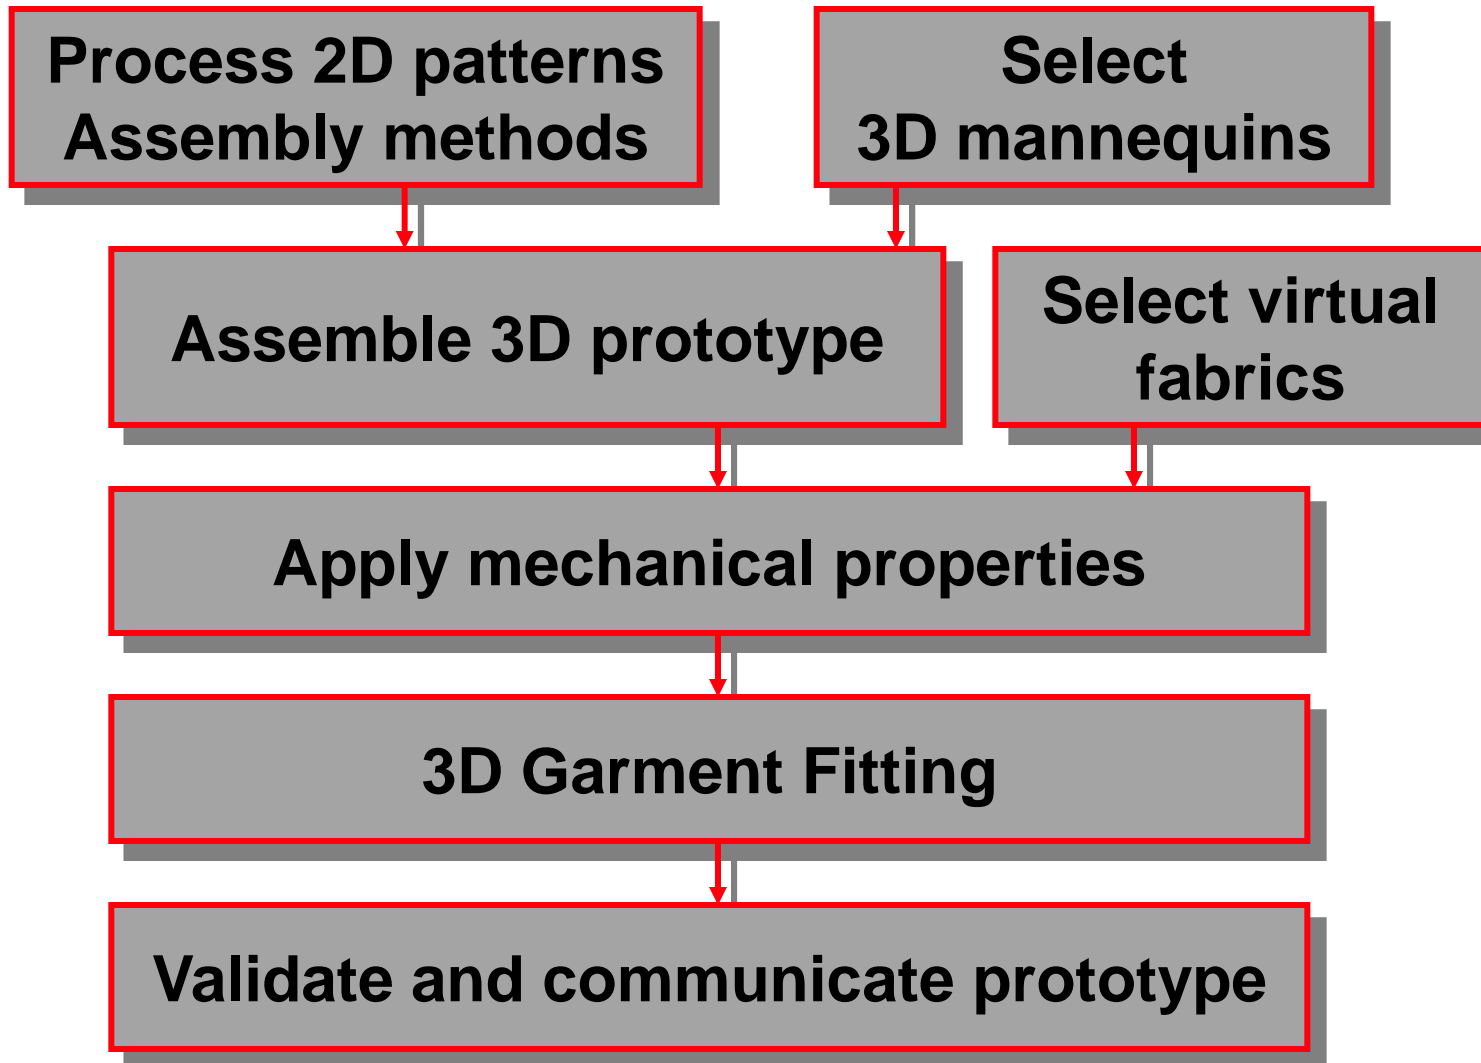 Process 2D patterns
Assembly methods
Select
3D mannequins
Assemble 3D prototype
Select virtual
fabrics
Apply mechanical properties
3D Garment Fitting
Validate and communicate prototype